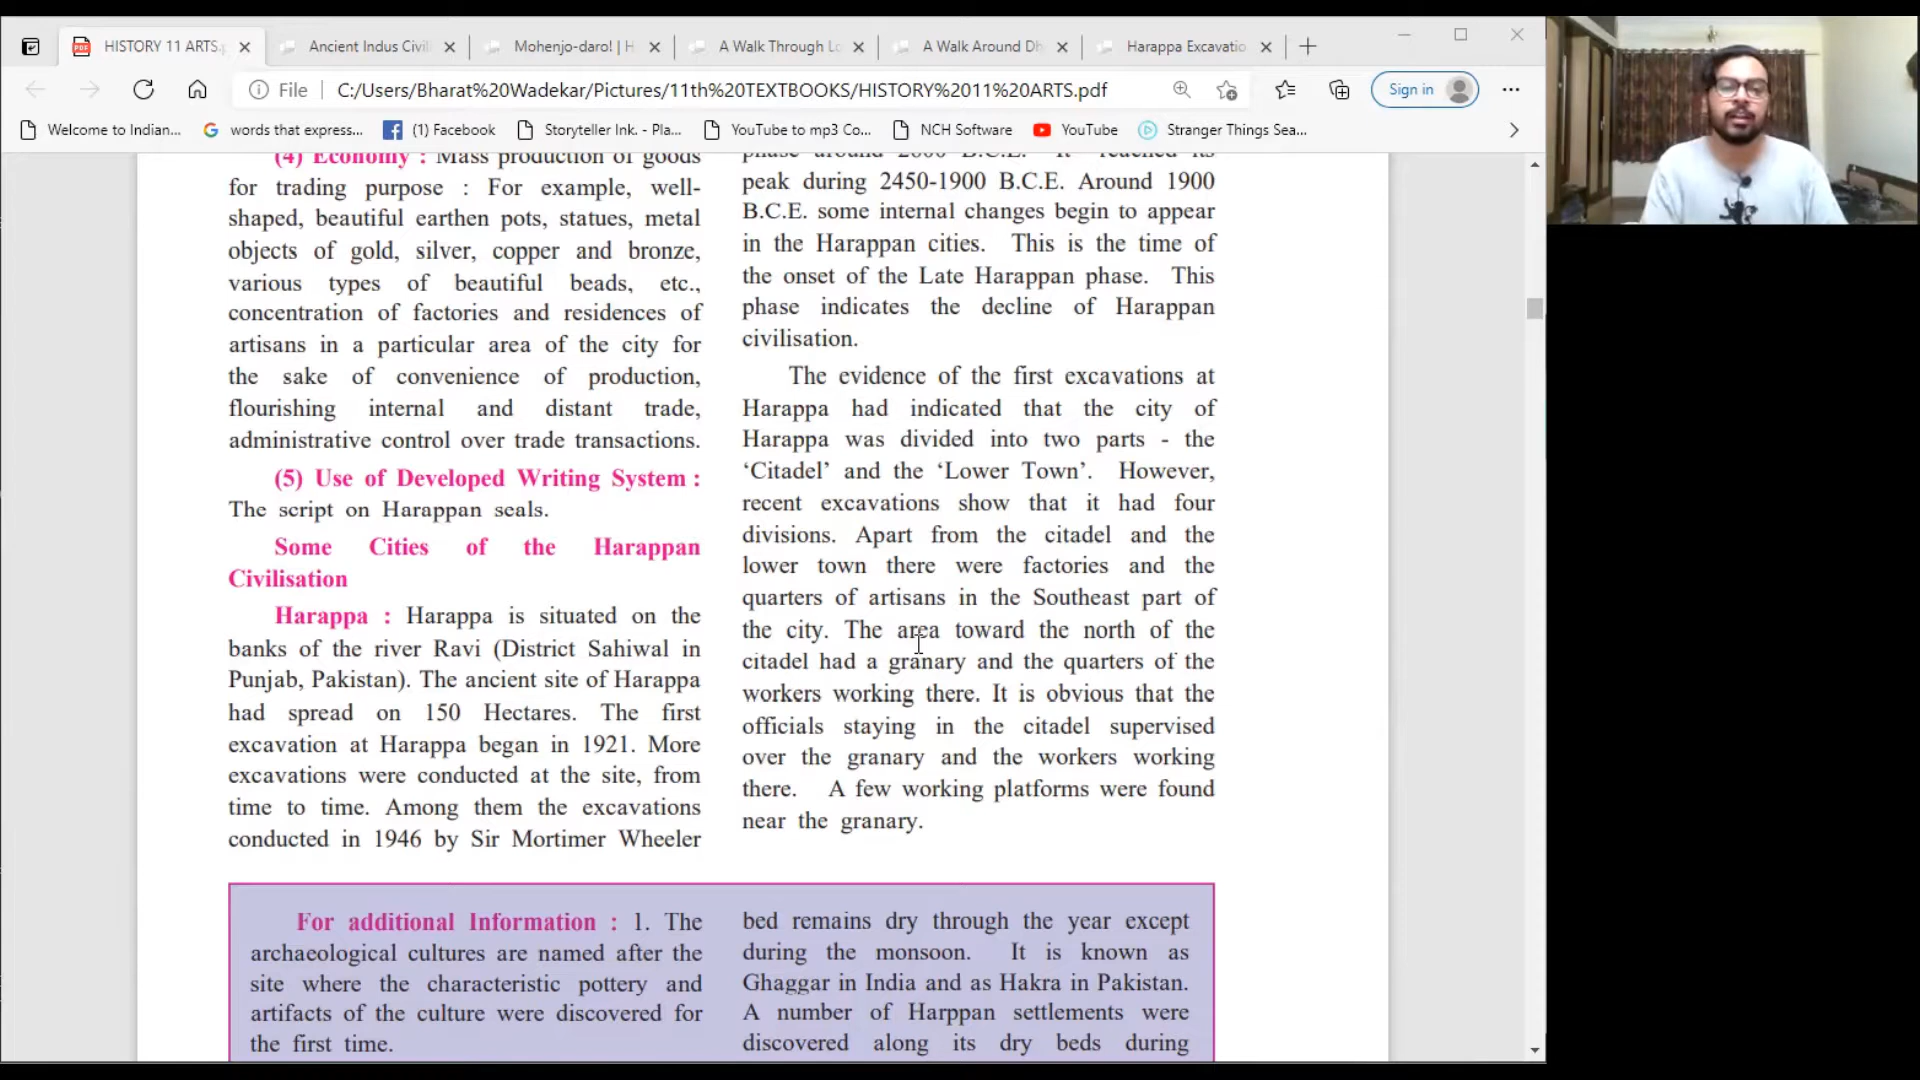 HISTORY 11 ARTS.p
Ancient Indus Civili
Mohenjo-daro! | H
A Walk Through Lo
A Walk Around Dh
Harappa Excavatio
File
C:/Users/Bharat%20Wadekar/Pictures/11th%20TEXTBOOKS/HISTORY%2011%20ARTS.pdf
Sign in
Welcome to Indian...
words that express...
(1) Facebook
Storyteller Ink. - Pla...
YouTube to mp3 Co...
NCH Software
YouTube
Stranger Things Sea...
(4) Economy : Mass production of goods
for trading purpose : For example, well-
shaped, beautiful earthen pots, statues, metal
objects of gold, silver, copper and bronze,
various types of beautiful beads, etc.,
concentration of factories and residences of
artisans in a particular area of the city for
the sake of convenience of production,
flourishing internal and distant trade,
administrative control over trade transactions.
(5) Use of Developed Writing System :
The script on Harappan seals.
Some Cities of the Harappan
Civilisation
Harappa : Harappa is situated on the
banks of the river Ravi (District Sahiwal in
Punjab, Pakistan). The ancient site of Harappa
had spread on 150 Hectares. The first
excavation at Harappa began in 1921. More
excavations were conducted at the site, from
time to time. Among them the excavations
conducted in 1946 by Sir Mortimer Wheeler
phase around 2600 B.C.E. It reached its
peak during 2450-1900 B.C.E. Around 1900
B.C.E. some internal changes begin to appear
in the Harappan cities. This is the time of
the onset of the Late Harappan phase. This
phase indicates the decline of Harappan
civilisation.
The evidence of the first excavations at
Harappa had indicated that the city of
Harappa was divided into two parts - the
‘Citadel’ and the ‘Lower Town’. However,
recent excavations show that it had four
divisions. Apart from the citadel and the
lower town there were factories and the
quarters of artisans in the Southeast part of
the city. The area toward the north of the
citadel had a granary and the quarters of the
workers working there. It is obvious that the
officials staying in the citadel supervised
over the granary and the workers working
there. A few working platforms were found
near the granary.
For additional Information : 1. The
archaeological cultures are named after the
site where the characteristic pottery and
artifacts of the culture were discovered for
the first time.
bed remains dry through the year except
during the monsoon. It is known as
Ghaggar in India and as Hakra in Pakistan.
A number of Harppan settlements were
discovered along its dry beds during